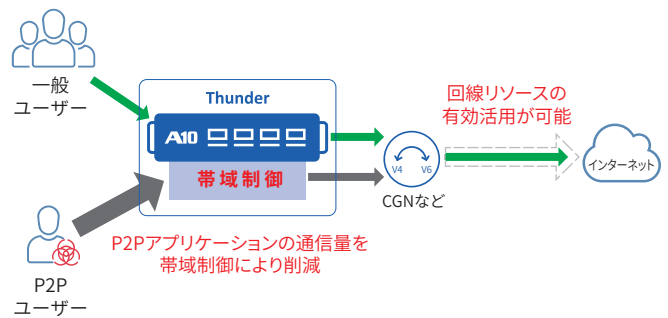 一般
ユーザー
Thunder
A10
帯域制御
回線リソースの
有効活用が可能
V4 V6
CGNなど
インターネット
P2Pアプリケーションの通信量を
帯域制御により削減
P2P
ユーザー